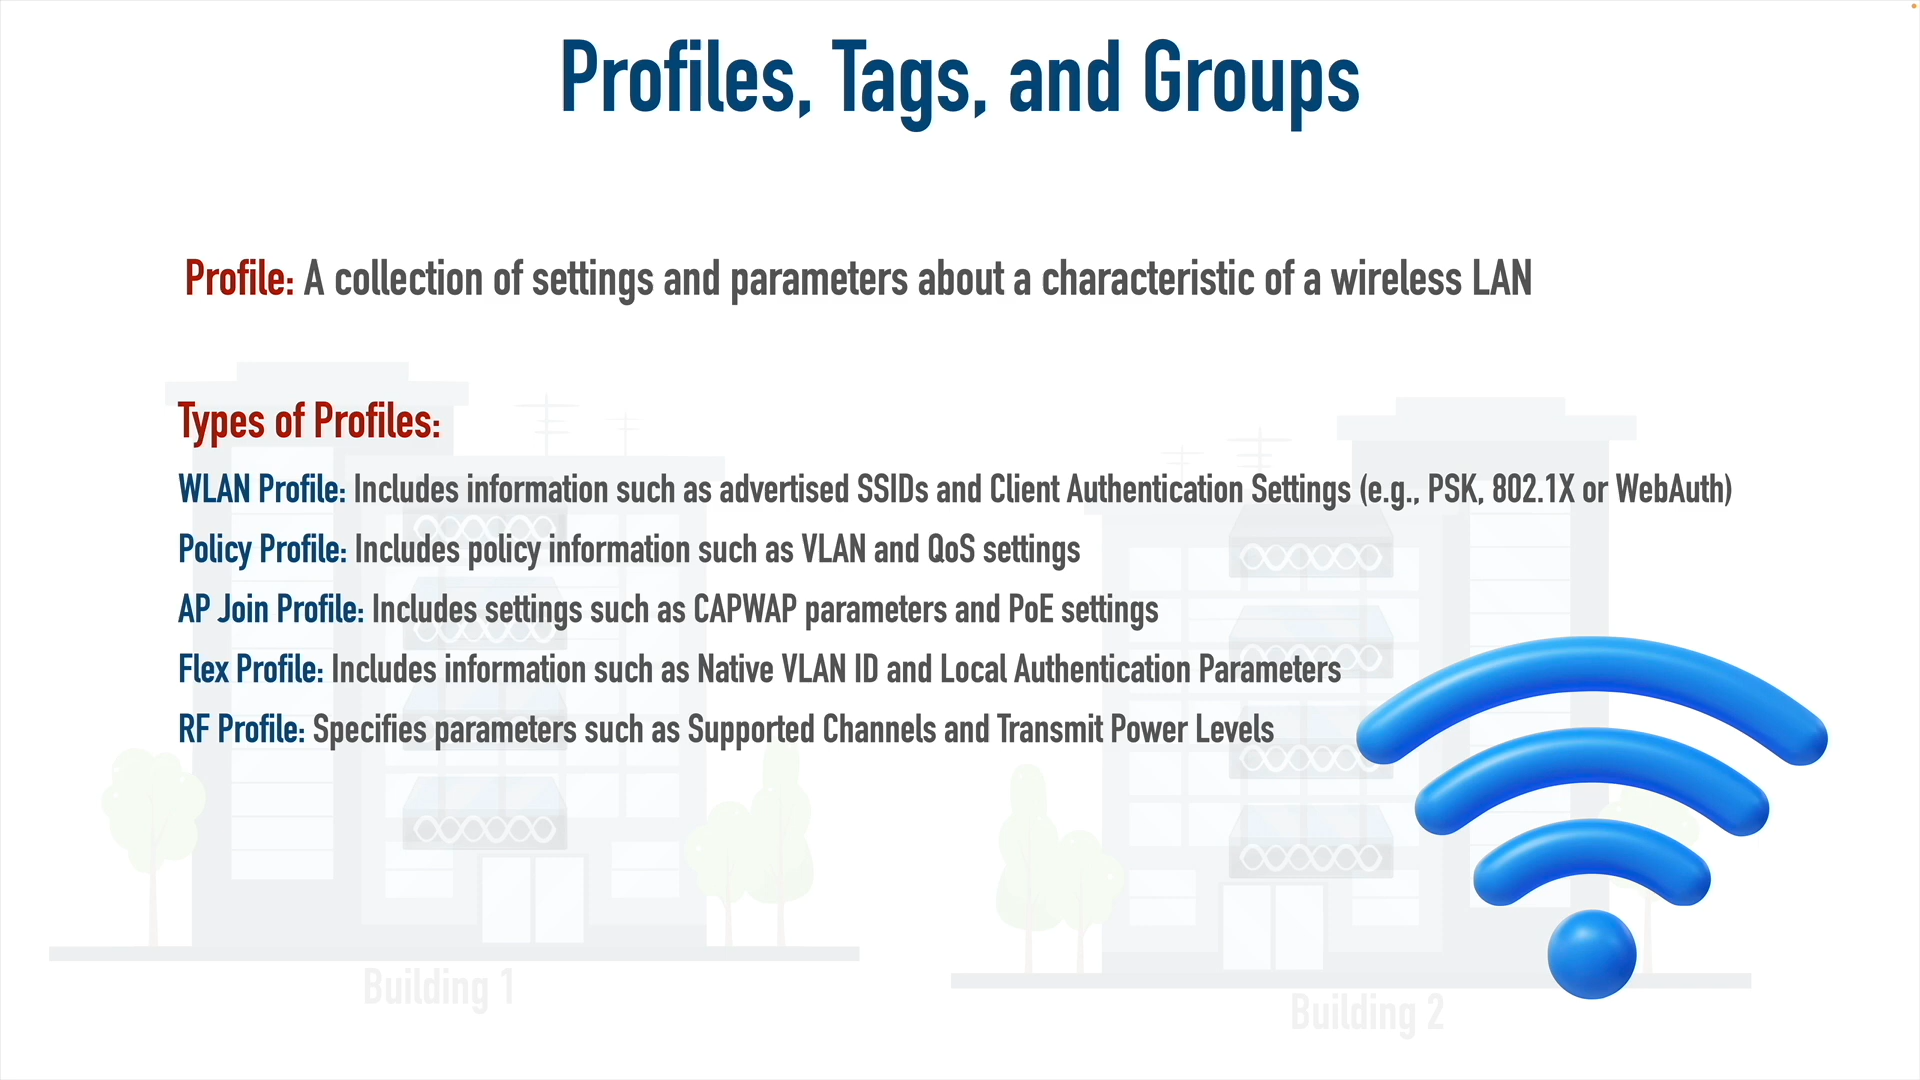 Profiles, Tags, and Groups
Profile: A collection of settings and parameters about a characteristic of a wireless LAN
Types of Profiles:
WLAN Profile: Includes information such as advertised SSIDs and Client Authentication Settings (e.g., PSK, 802.1X or WebAuth)
Policy Profile: Includes policy information such as VLAN and QoS settings
AP Join Profile: Includes settings such as CAPWAP parameters and PoE settings
Flex Profile: Includes information such as Native VLAN ID and Local Authentication Parameters
RF Profile: Specifies parameters such as Supported Channels and Transmit Power Levels
Building 1
Building 2